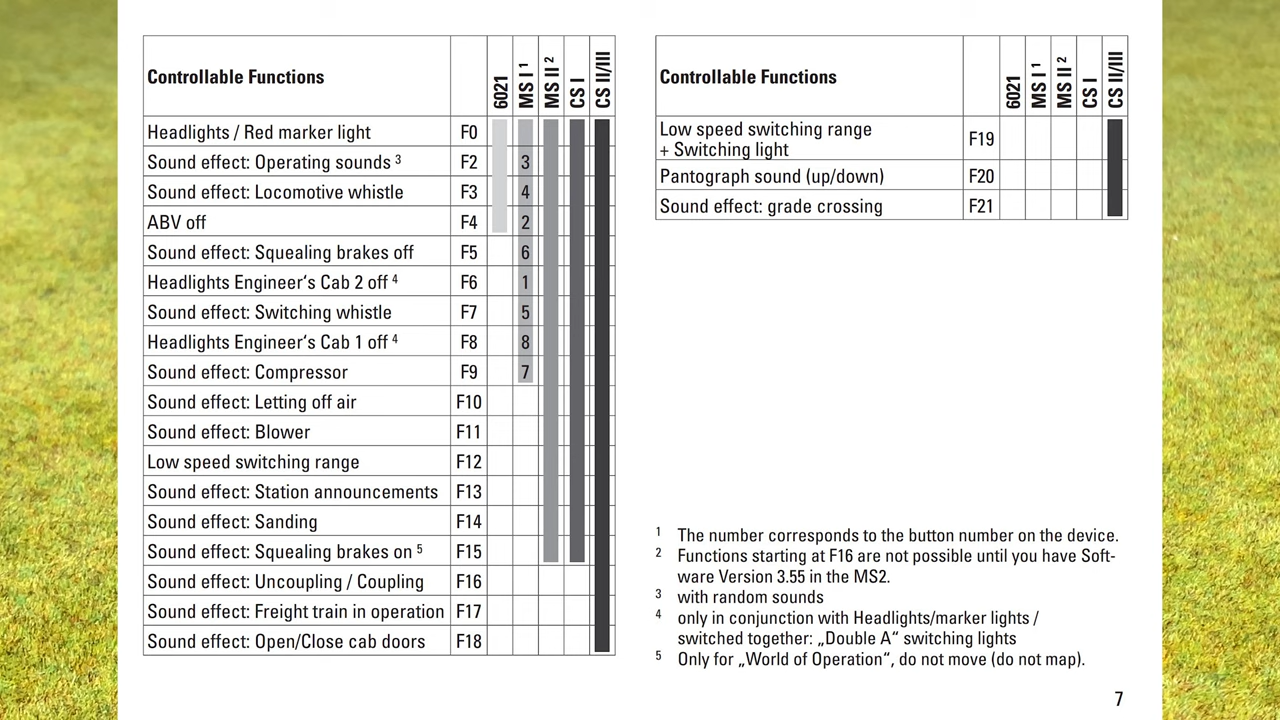 Controllable Functions 6021 MS I ¹ MS II ² CS I CS II/III
Headlights / Red marker light F0
Sound effect: Operating sounds ³ F2 3
Sound effect: Locomotive whistle F3 4
ABV off F4 2
Sound effect: Squealing brakes off F5 6
Headlights Engineer‘s Cab 2 off ⁴ F6 1
Sound effect: Switching whistle F7 5
Headlights Engineer‘s Cab 1 off ⁴ F8 8
Sound effect: Compressor F9 7
Sound effect: Letting off air F10
Sound effect: Blower F11
Low speed switching range F12
Sound effect: Station announcements F13
Sound effect: Sanding F14
Sound effect: Squealing brakes on ⁵ F15
Sound effect: Uncoupling / Coupling F16
Sound effect: Freight train in operation F17
Sound effect: Open/Close cab doors F18
Controllable Functions 6021 MS I ¹ MS II ² CS I CS II/III
Low speed switching range
+ Switching light F19
Pantograph sound (up/down) F20
Sound effect: grade crossing F21
¹ The number corresponds to the button number on the device.
² Functions starting at F16 are not possible until you have Soft-
ware Version 3.55 in the MS2.
³ with random sounds
⁴ only in conjunction with Headlights/marker lights /
switched together: „Double A“ switching lights
⁵ Only for „World of Operation“, do not move (do not map).
7